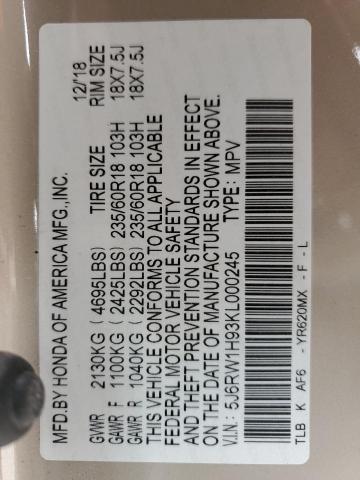 MFD.BY HONDA OF AMERICA MFG.,INC. 12/18
GVWR 2130KG ( 4695LBS) TIRE SIZE RIM SIZE
GAWR F 1100KG ( 2425LBS) 235/60R18 103H 18X7.5J
GAWR R 1040KG ( 2292LBS) 235/60R18 103H 18X7.5J
THIS VEHICLE CONFORMS TO ALL APPLICABLE
FEDERAL MOTOR VEHICLE SAFETY
AND THEFT PREVENTION STANDARDS IN EFFECT
ON THE DATE OF MANUFACTURE SHOWN ABOVE.
V.I.N: 5J6RW1H93KL000245 TYPE: MPV
TLB K AF6 - YR620MX - F - L